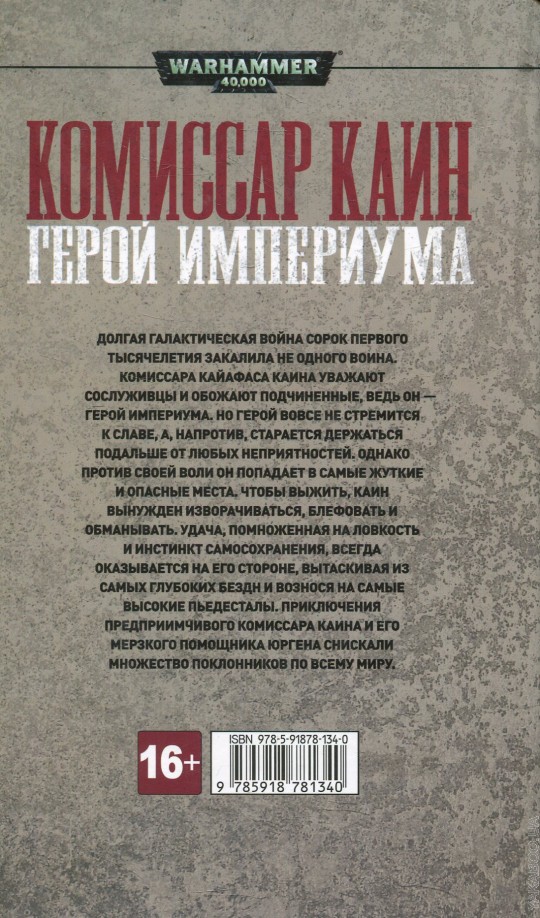 WARHAMMER
40,000
КОМИССАР КАИН
ГЕРОЙ ИМПЕРИУМА
ДОЛГАЯ ГАЛАКТИЧЕСКАЯ ВОЙНА СОРОК ПЕРВОГО
ТЫСЯЧЕЛЕТИЯ ЗАКАЛИЛА НЕ ОДНОГО ВОИНА.
КОМИССАРА КАЙАФАСА КАИНА УВАЖАЮТ
СОСЛУЖИВЦЫ И ОБОЖАЮТ ПОДЧИНЕННЫЕ, ВЕДЬ ОН —
ГЕРОЙ ИМПЕРИУМА. НО ГЕРОЙ ВОВСЕ НЕ СТРЕМИТСЯ
К СЛАВЕ, А, НАПРОТИВ, СТАРАЕТСЯ ДЕРЖАТЬСЯ
ПОДАЛЬШЕ ОТ ЛЮБЫХ НЕПРИЯТНОСТЕЙ. ОДНАКО
ПРОТИВ СВОЕЙ ВОЛИ ОН ПОПАДАЕТ В САМЫЕ ЖУТКИЕ
И ОПАСНЫЕ МЕСТА. ЧТОБЫ ВЫЖИТЬ, КАИН
ВЫНУЖДЕН ИЗВОРАЧИВАТЬСЯ, БЛЕФОВАТЬ И
ОБМАНЫВАТЬ. УДАЧА, ПОМНОЖЕННАЯ НА ЛОВКОСТЬ
И ИНСТИНКТ САМОСОХРАНЕНИЯ, ВСЕГДА
ОКАЗЫВАЕТСЯ НА ЕГО СТОРОНЕ, ВЫТАСКИВАЯ ИЗ
САМЫХ ГЛУБОКИХ БЕЗДН И ВОЗНОСЯ НА САМЫЕ
ВЫСОКИЕ ПЬЕДЕСТАЛЫ. ПРИКЛЮЧЕНИЯ
ПРЕДПРИИМЧИВОГО КОМИССАРА КАИНА И ЕГО
МЕРЗКОГО ПОМОЩНИКА ЮРГЕНА СНИСКАЛИ
МНОЖЕСТВО ПОКЛОННИКОВ ПО ВСЕМУ МИРУ.
16+
ISBN 978-5-91878-134-0
9 785918 781340